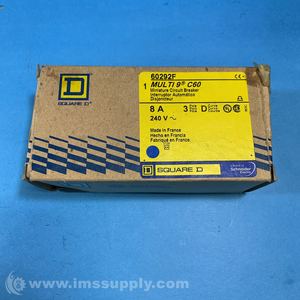 60292F
1 MULTI 9® C60
Miniature Circuit Breaker
Interruptor Automático
Disjoncteur
8 A 3 D
240 V ~
Made in France
Hecho en Francia
Fabriqué en France
D
SQUARE D
D SQUARE D
Schneider
© www.imssupply.com